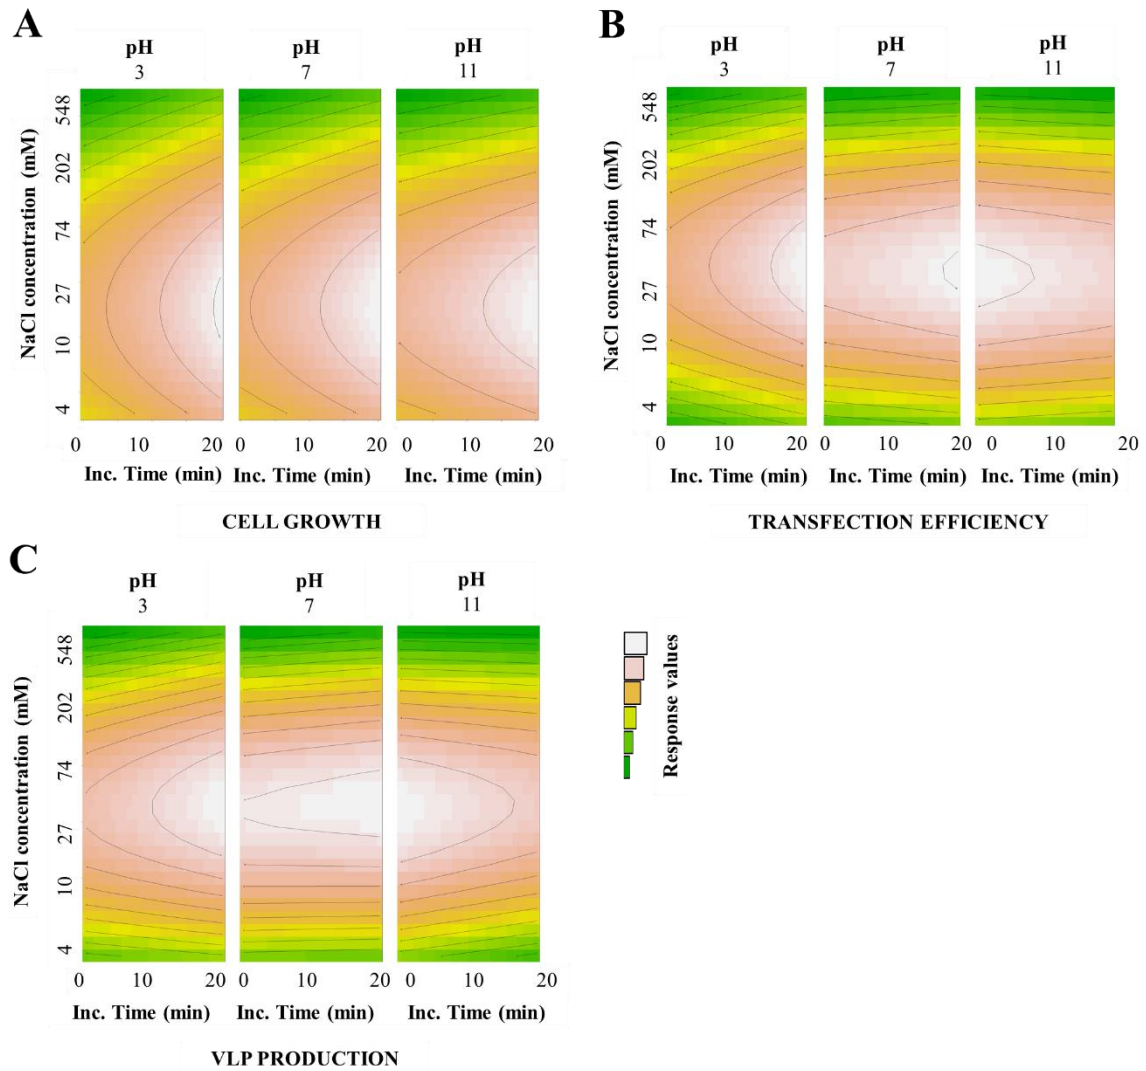 A
pH pH pH
3 7 11
NaCl concentration (mM)
548
202
74
27
10
4
0 10 20 0 10 20 0 10 20
Inc. Time (min) Inc. Time (min) Inc. Time (min)
CELL GROWTH
B
pH pH pH
3 7 11
NaCl concentration (mM)
548
202
74
27
10
4
0 10 20 0 10 20 0 10 20
Inc. Time (min) Inc. Time (min) Inc. Time (min)
TRANSFECTION EFFICIENCY
C
pH pH pH
3 7 11
NaCl concentration (mM)
548
202
74
27
10
4
0 10 20 0 10 20 0 10 20
Inc. Time (min) Inc. Time (min) Inc. Time (min)
VLP PRODUCTION
Response values